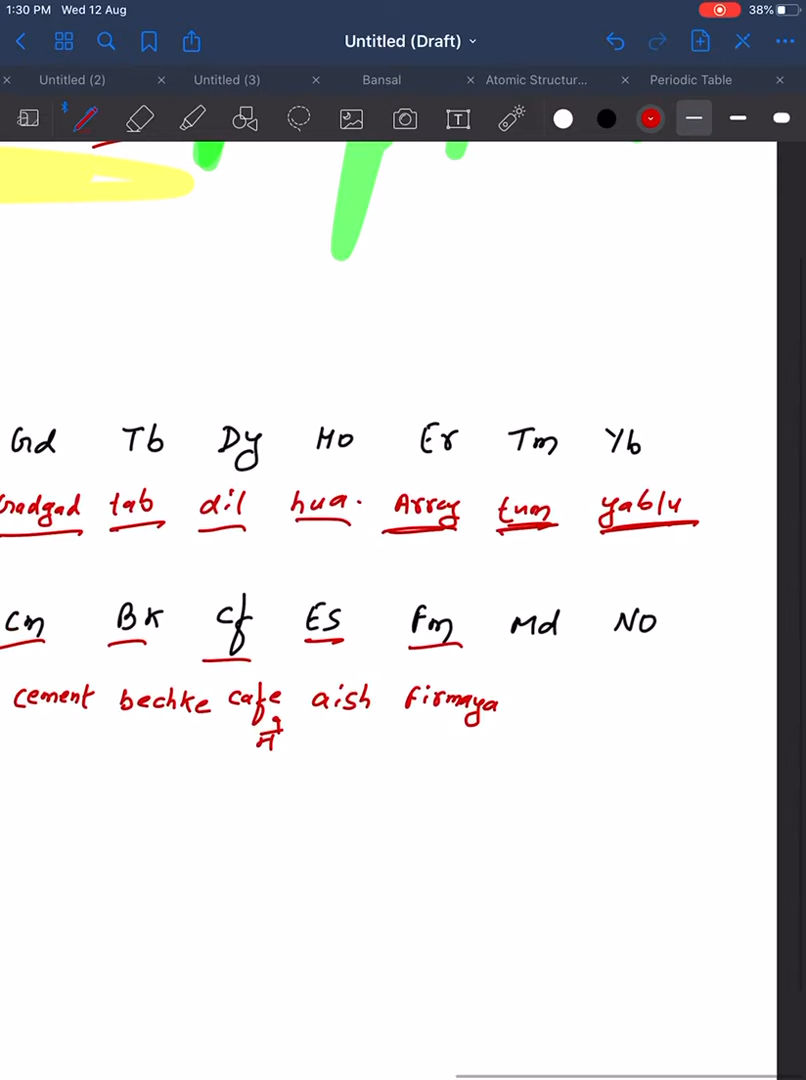 1:30 PM Wed 12 Aug 38%
Untitled (Draft)
Untitled (2) Untitled (3) Bansal Atomic Structur... Periodic Table
T
Gd Tb Dy Ho Er Tm Yb
Gadgad tab dil hua. Array tum yablu
Cm BK Cf ES Fm Md NO
cement bechke cafe aish firmaya
में